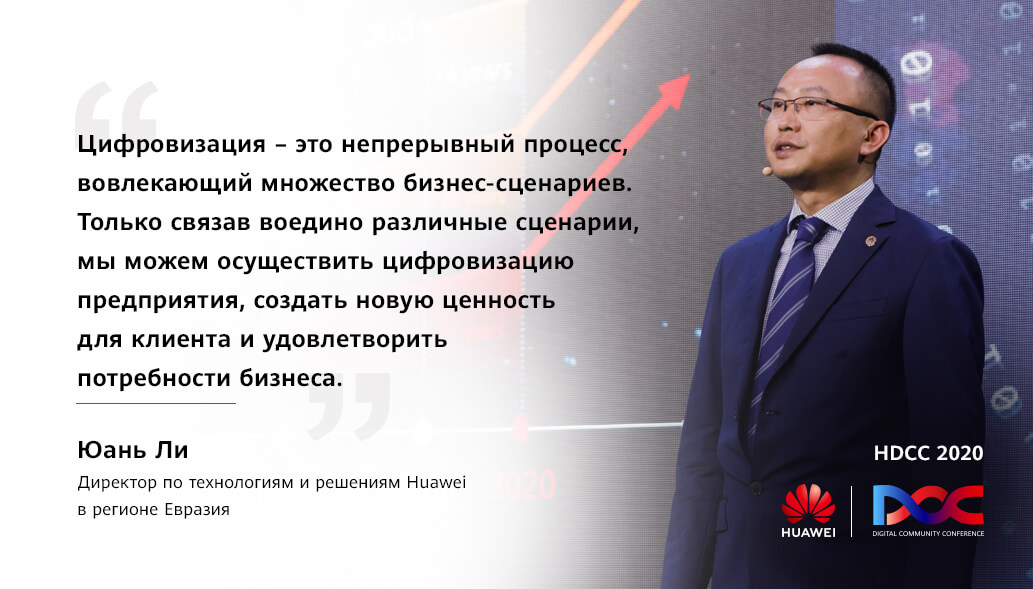 Цифровизация – это непрерывный процесс,
вовлекающий множество бизнес-сценариев.
Только связав воедино различные сценарии,
мы можем осуществить цифровизацию
предприятия, создать новую ценность
для клиента и удовлетворить
потребности бизнеса.
Юань Ли
Директор по технологиям и решениям Huawei
в регионе Евразия
2020
HDCC 2020
HUAWEI
DCC
DIGITAL COMMUNITY CONFERENCE